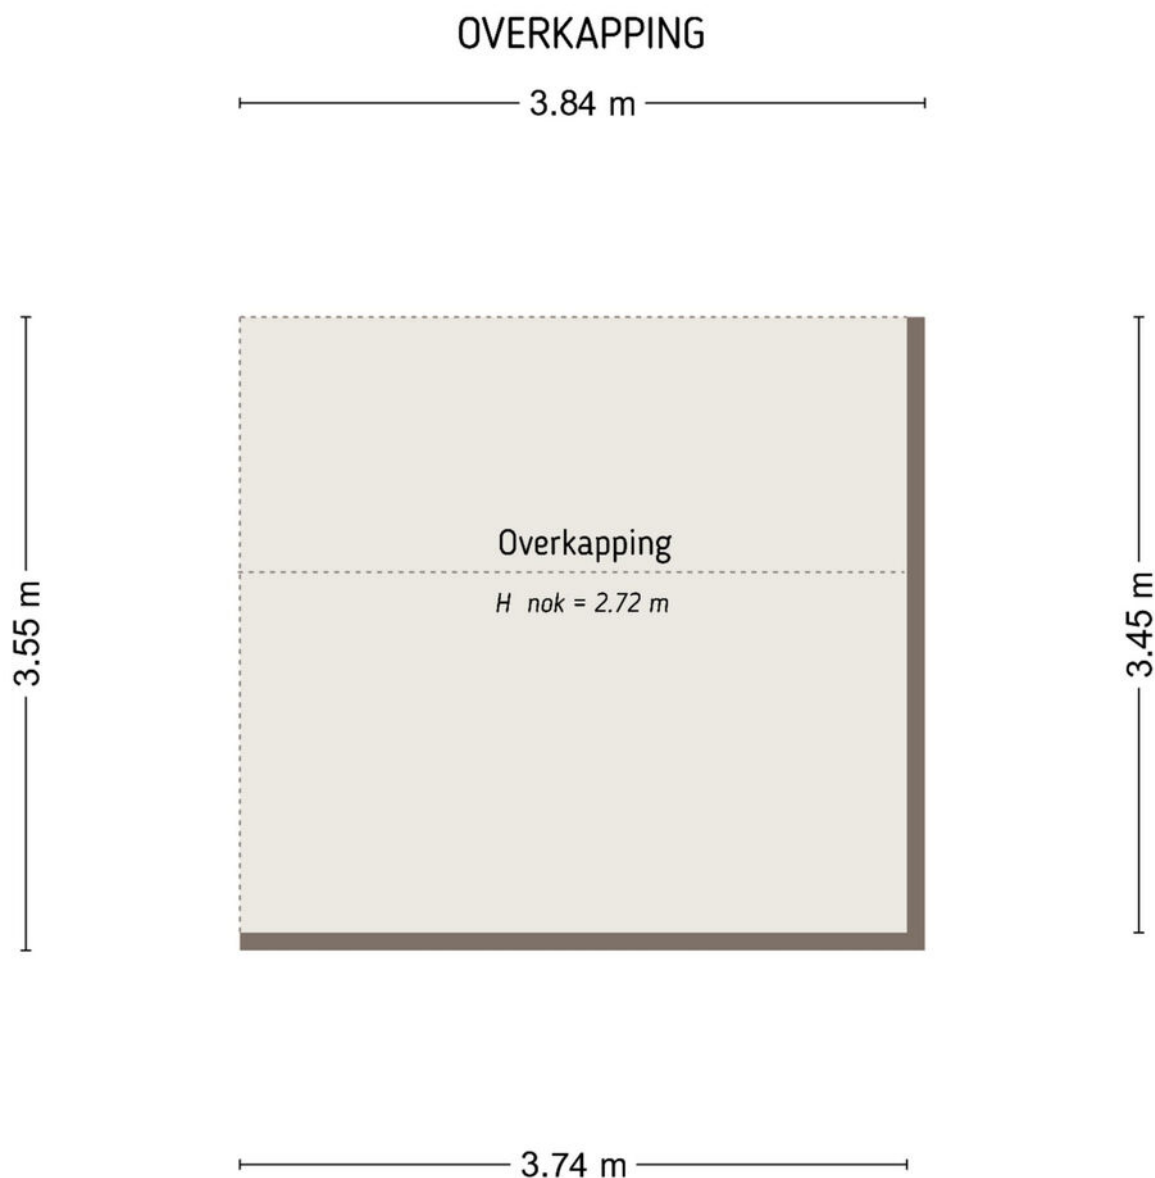 OVERKAPPING
3.84 m
Overkapping
H nok = 2.72 m
3.55 m
3.45 m
3.74 m